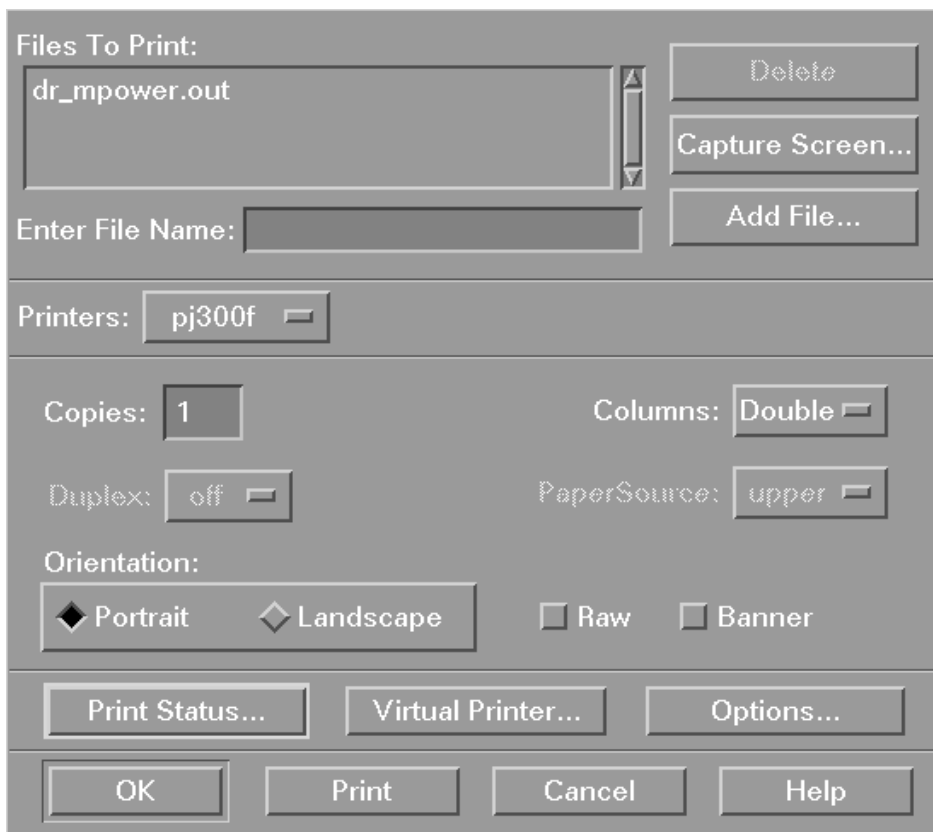 Files To Print:
dr_mpower.out
Delete
Capture Screen...
Enter File Name:
Add File...
Printers: pj300f
Copies: 1 Columns: Double
Duplex: off PaperSource: upper
Orientation:
Portrait Landscape Raw Banner
Print Status... Virtual Printer... Options...
OK Print Cancel Help